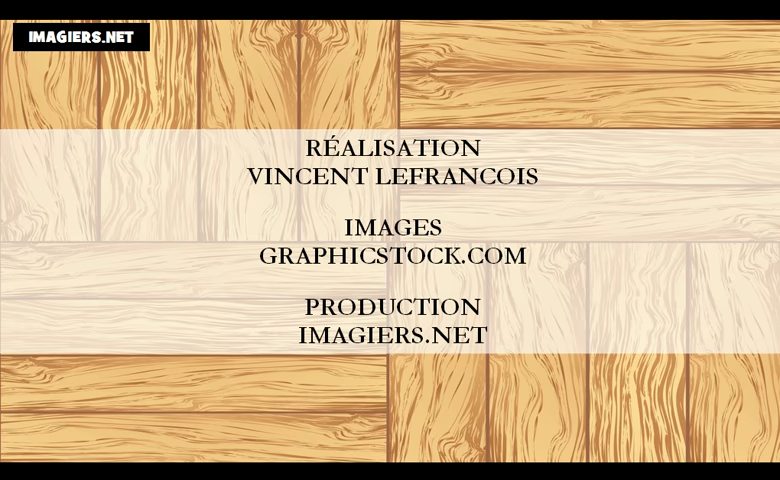 IMAGIERS.NET
RÉALISATION
VINCENT LEFRANCOIS
IMAGES
GRAPHICSTOCK.COM
PRODUCTION
IMAGIERS.NET